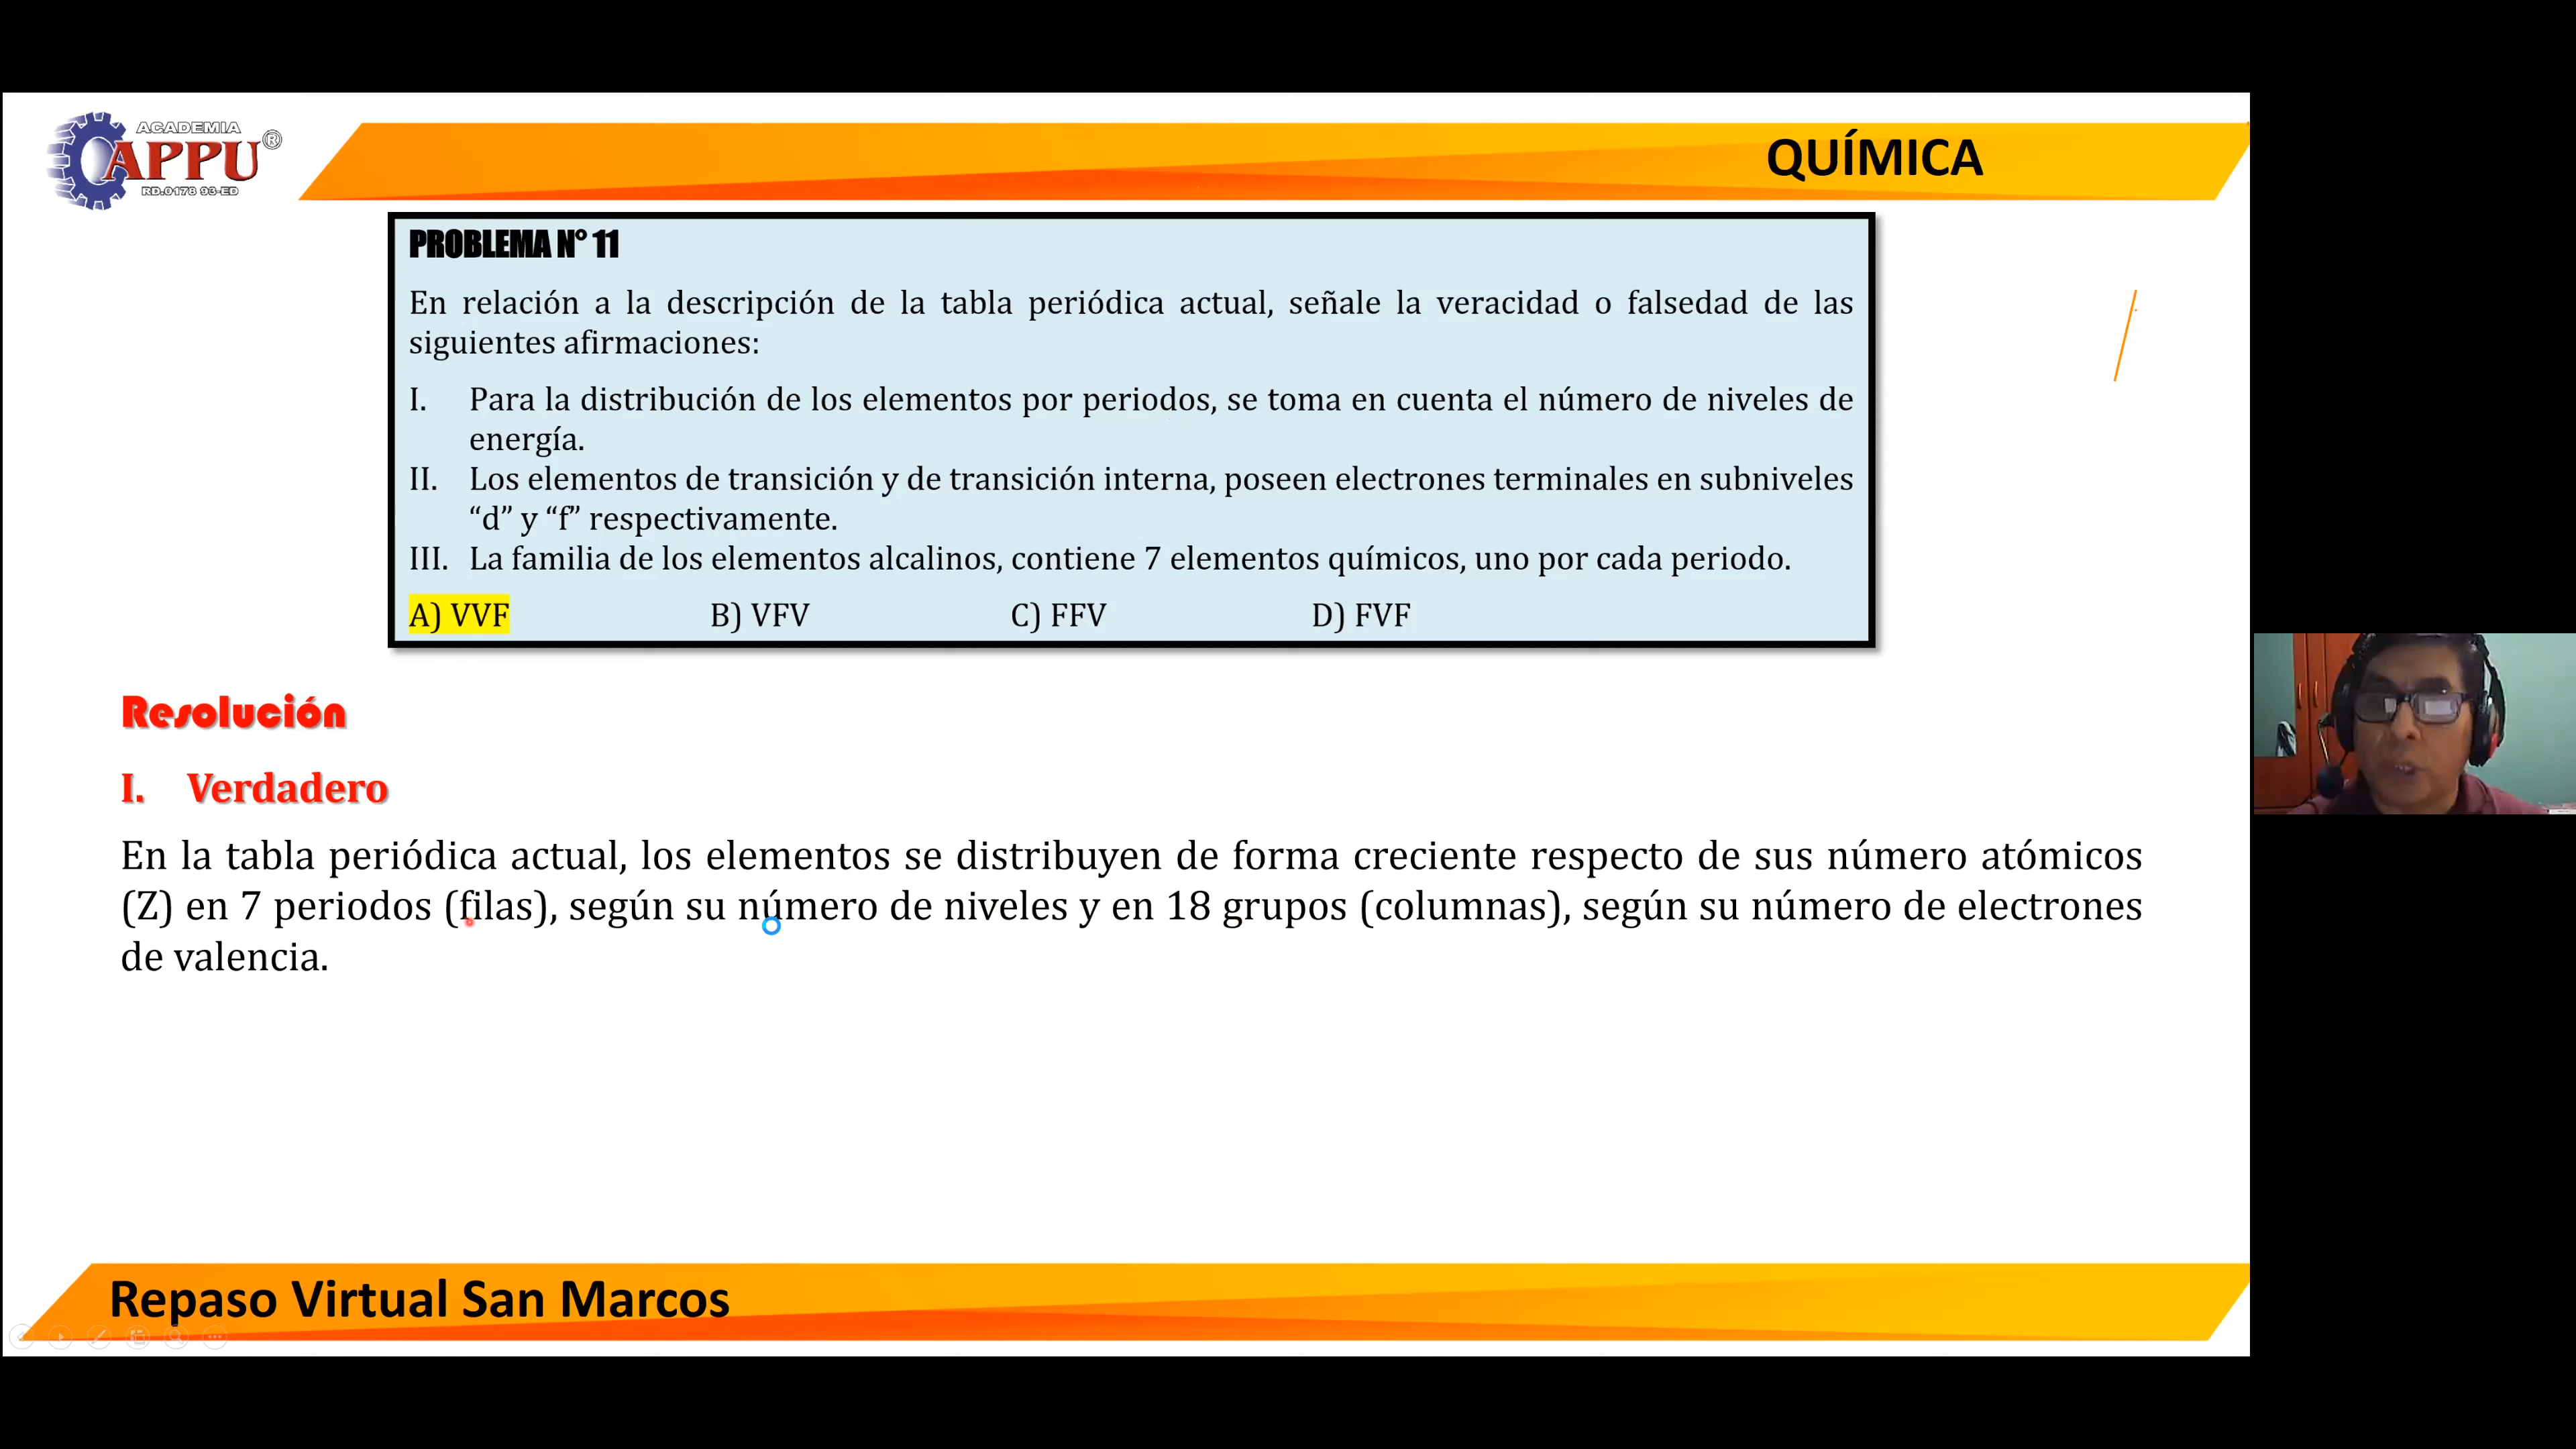 ACADEMIA
APPU®
RD.0178 93-ED
QUÍMICA
PROBLEMA N° 11
En relación a la descripción de la tabla periódica actual, señale la veracidad o falsedad de las
siguientes afirmaciones:
I. Para la distribución de los elementos por periodos, se toma en cuenta el número de niveles de
energía.
II. Los elementos de transición y de transición interna, poseen electrones terminales en subniveles
“d” y “f” respectivamente.
III. La familia de los elementos alcalinos, contiene 7 elementos químicos, uno por cada periodo.
A) VVF B) VFV C) FFV D) FVF
Resolución
I. Verdadero
En la tabla periódica actual, los elementos se distribuyen de forma creciente respecto de sus número atómicos
(Z) en 7 periodos (filas), según su número de niveles y en 18 grupos (columnas), según su número de electrones
de valencia.
Repaso Virtual San Marcos